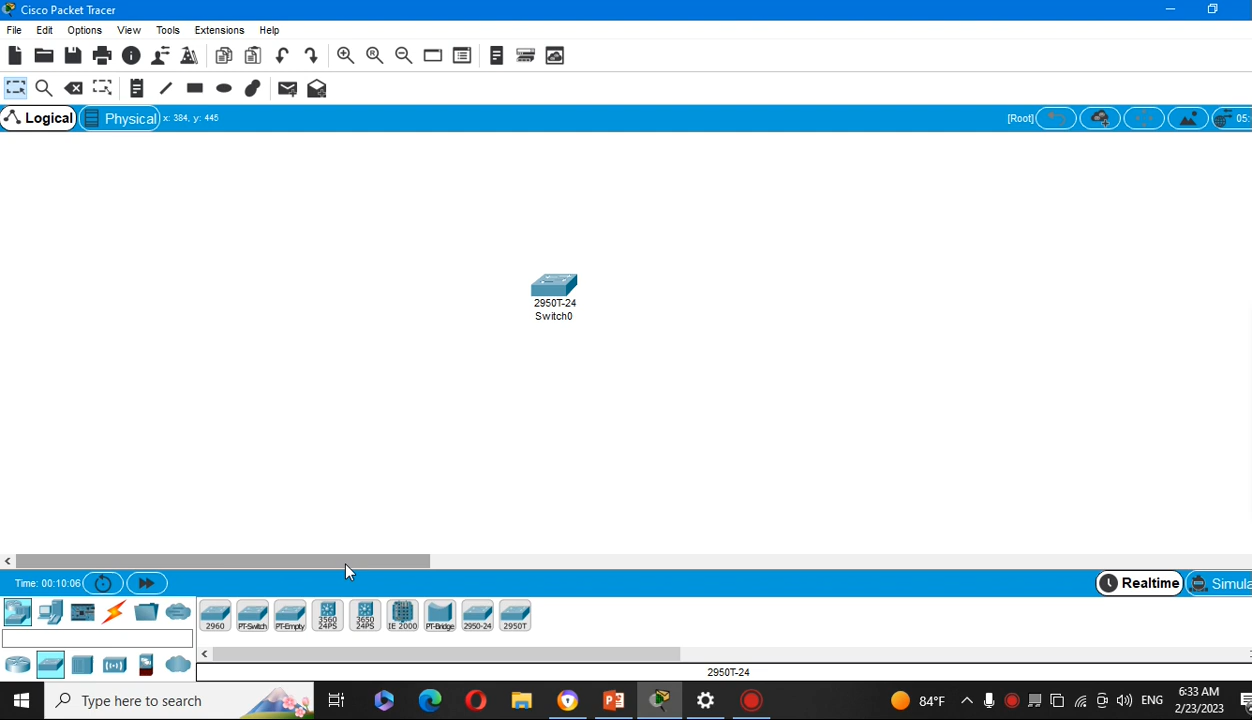 Cisco Packet Tracer
File Edit Options View Tools Extensions Help
Logical Physical x: 384, y: 445 [Root] 05:
2950T-24
Switch0
Time: 00:10:06 Realtime Simula
2960 PT-Switch PT-Empty 3560 24PS 3650 24PS IE 2000 PT-Bridge 2950-24 2950T
2950T-24
Type here to search 84°F ENG 6:33 AM
2/23/2023